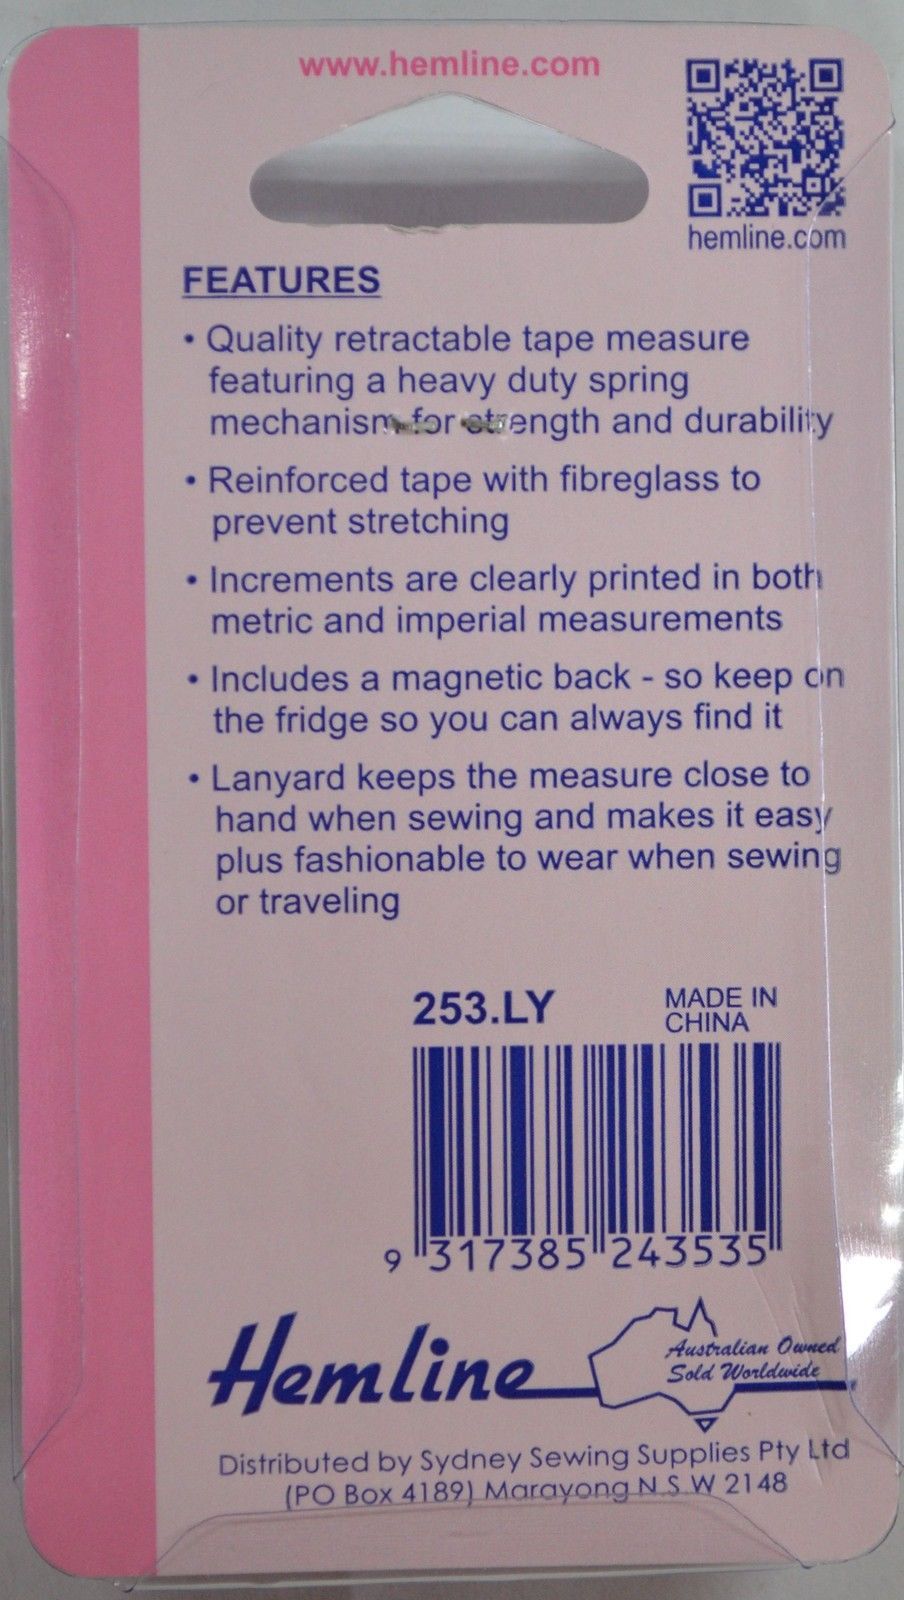 www.hemline.com
hemline.com
FEATURES
• Quality retractable tape measure
featuring a heavy duty spring
mechanism for strength and durability
• Reinforced tape with fibreglass to
prevent stretching
• Increments are clearly printed in both
metric and imperial measurements
• Includes a magnetic back - so keep on
the fridge so you can always find it
• Lanyard keeps the measure close to
hand when sewing and makes it easy
plus fashionable to wear when sewing
or traveling
253.LY
MADE IN
CHINA
9 317385 243535
Hemline
Australian Owned
Sold Worldwide
Distributed by Sydney Sewing Supplies Pty Ltd
(PO Box 4189) Marayong N S W 2148